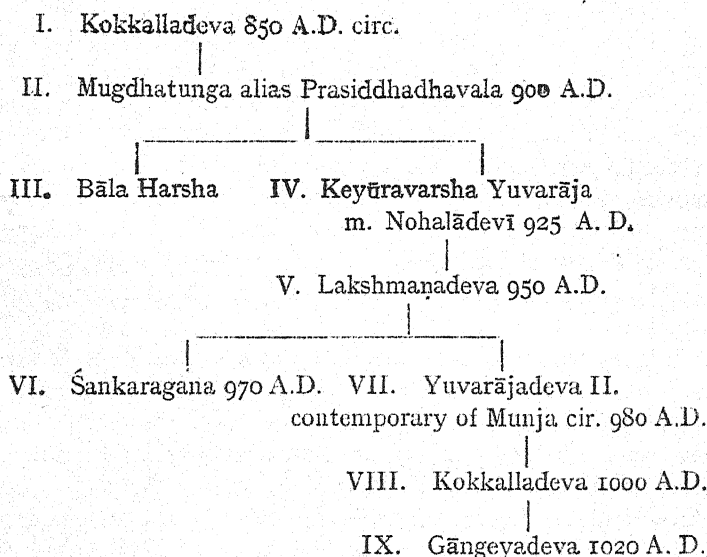 I. Kokkalladeva 850 A.D. circ.
II. Mugdhatunga alias Prasiddhadhavala 900 A.D.
III. Bāla Harsha IV. Keyūravarsha Yuvarāja
m. Nohalādevī 925 A. D.
V. Lakshmaṇadeva 950 A.D.
VI. Śankaragaṇa 970 A.D. VII. Yuvarājadeva II.
contemporary of Munja cir. 980 A.D.
VIII. Kokkalladeva 1000 A.D.
IX. Gāngeyadeva 1020 A. D.